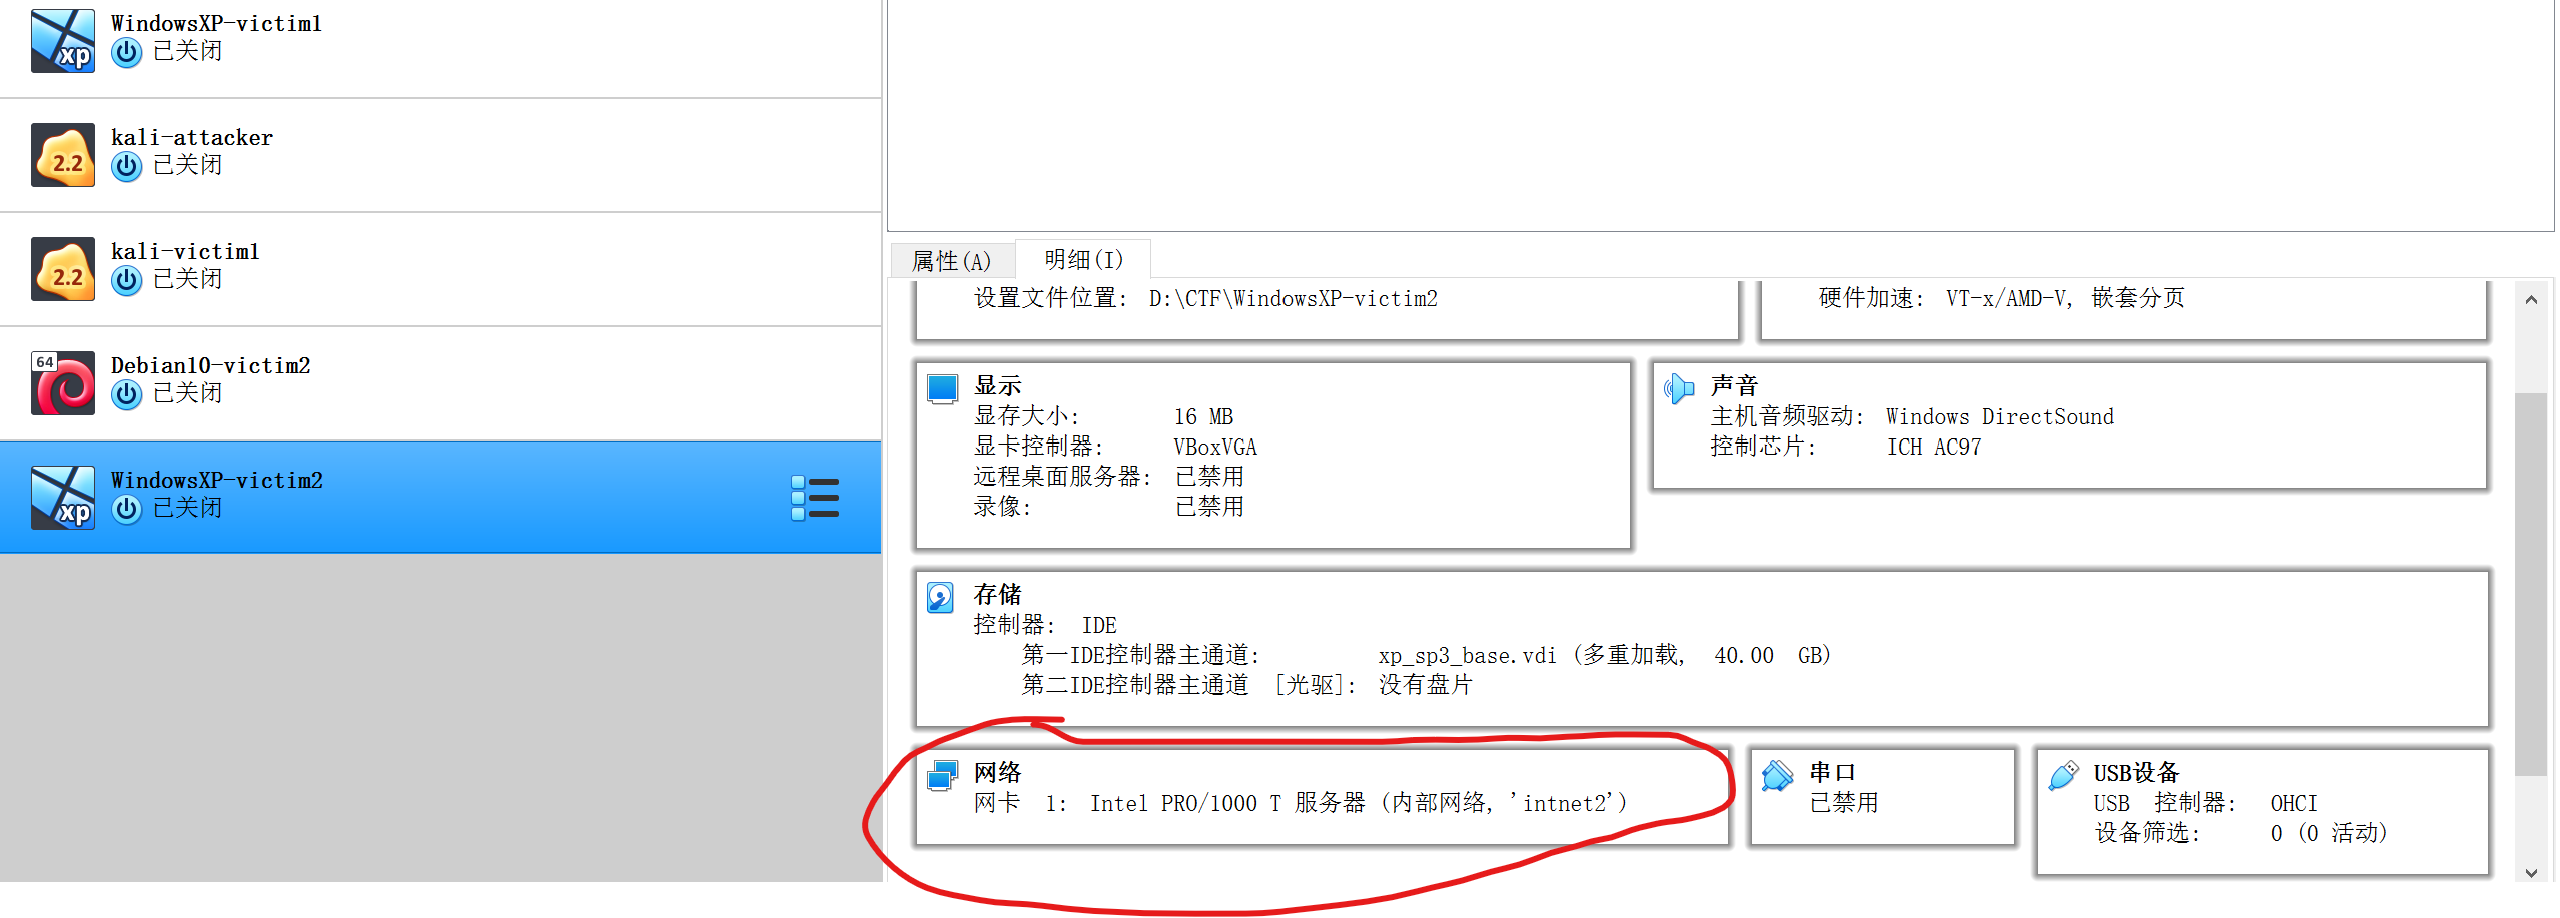 WindowsXP-victim1
已关闭
kali-attacker
2.2
已关闭
kali-victim1
2.2
已关闭
Debian10-victim2
64
已关闭
WindowsXP-victim2
xp
已关闭
属性(A) 明细(I)
设置文件位置: D:\CTF\WindowsXP-victim2
硬件加速: VT-x/AMD-V, 嵌套分页
显示
显存大小: 16 MB
显卡控制器: VBoxVGA
远程桌面服务器: 已禁用
录像: 已禁用
声音
主机音频驱动: Windows DirectSound
控制芯片: ICH AC97
存储
控制器: IDE
第一IDE控制器主通道: xp_sp3_base.vdi (多重加载, 40.00 GB)
第二IDE控制器主通道 [光驱]: 没有盘片
网络
网卡 1: Intel PRO/1000 T 服务器 (内部网络, 'intnet2')
串口
已禁用
USB设备
USB 控制器: OHCI
设备筛选: 0 (0 活动)